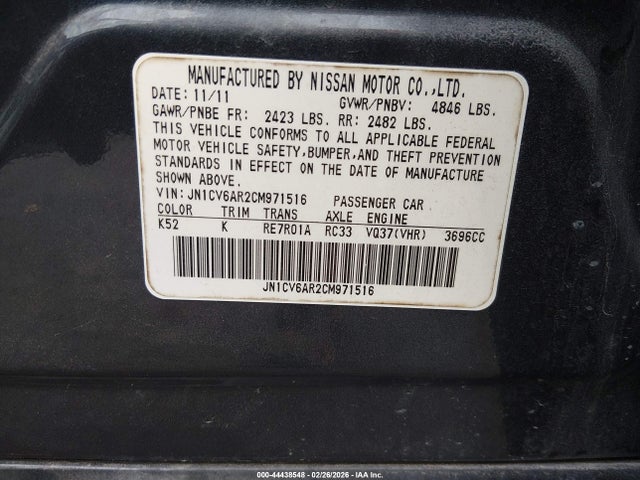 MANUFACTURED BY NISSAN MOTOR CO.,LTD.
DATE: 11/11 GVWR/PNBV: 4846 LBS.
GAWR/PNBE FR: 2423 LBS. RR: 2482 LBS.
THIS VEHICLE CONFORMS TO ALL APPLICABLE FEDERAL
MOTOR VEHICLE SAFETY,BUMPER,AND THEFT PREVENTION
STANDARDS IN EFFECT ON THE DATE OF MANUFACTURE
SHOWN ABOVE.
VIN: JN1CV6AR2CM971516 PASSENGER CAR
COLOR TRIM TRANS AXLE ENGINE
K52 K RE7R01A RC33 VQ37(VHR) 3696CC
JN1CV6AR2CM971516
000-44438548 - 02/26/2026 - IAA Inc.